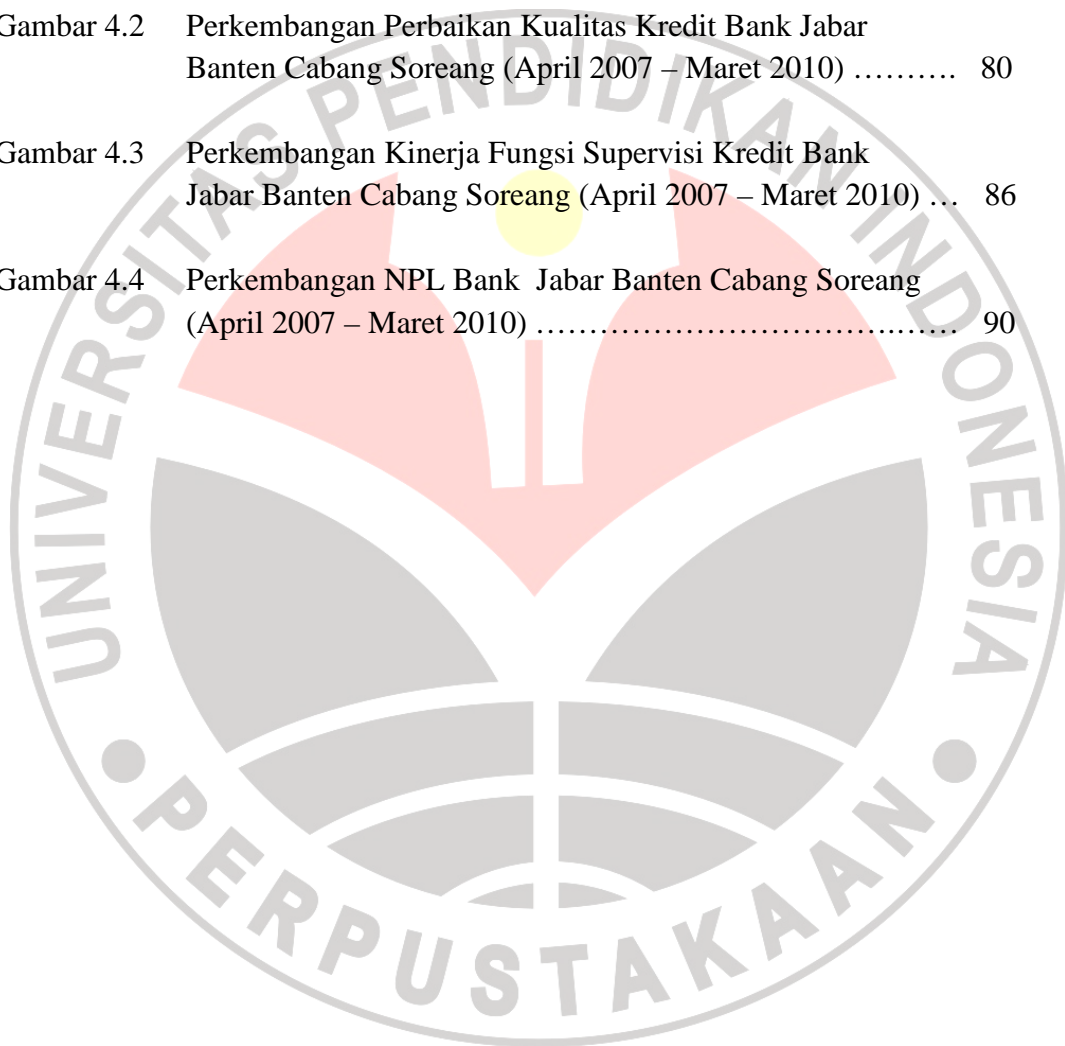 Gambar 4.2 Perkembangan Perbaikan Kualitas Kredit Bank Jabar
Banten Cabang Soreang (April 2007 – Maret 2010) ………. 80
Gambar 4.3 Perkembangan Kinerja Fungsi Supervisi Kredit Bank
Jabar Banten Cabang Soreang (April 2007 – Maret 2010) … 86
Gambar 4.4 Perkembangan NPL Bank Jabar Banten Cabang Soreang
(April 2007 – Maret 2010) …………………………….…… 90
UNIVERSITAS PENDIDIKAN INDONESIA
PERPUSTAKAAN